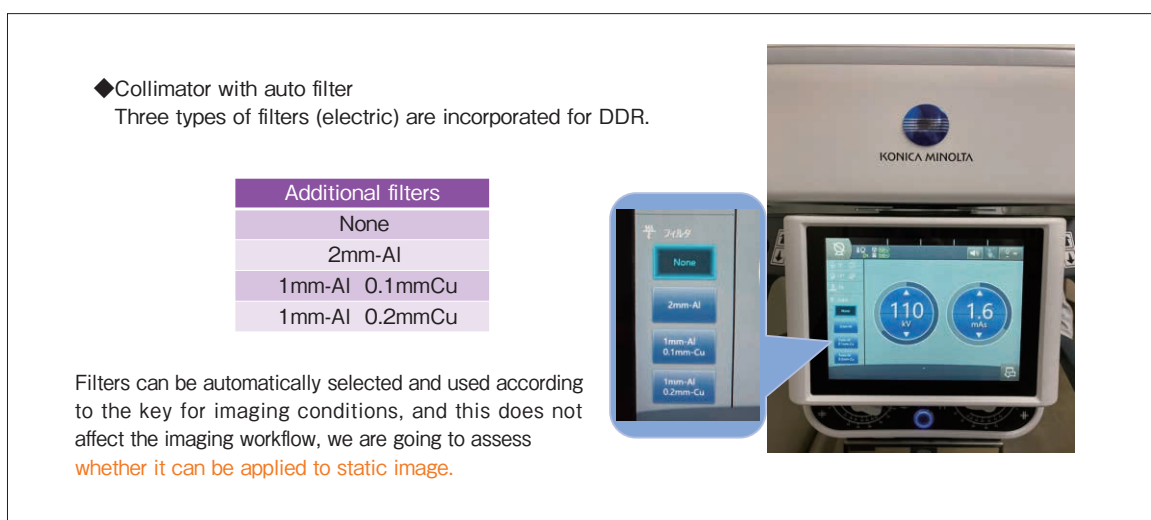 ◆Collimator with auto filter
Three types of filters (electric) are incorporated for DDR.
Additional filters
None
2mm-Al
1mm-Al 0.1mmCu
1mm-Al 0.2mmCu
Filters can be automatically selected and used according
to the key for imaging conditions, and this does not
affect the imaging workflow, we are going to assess
whether it can be applied to static image.
フィルタ
None
2mm-Al
1mm-Al
0.1mm-Cu
1mm-Al
0.2mm-Cu
KONICA MINOLTA
110
kV
1.6
mAs